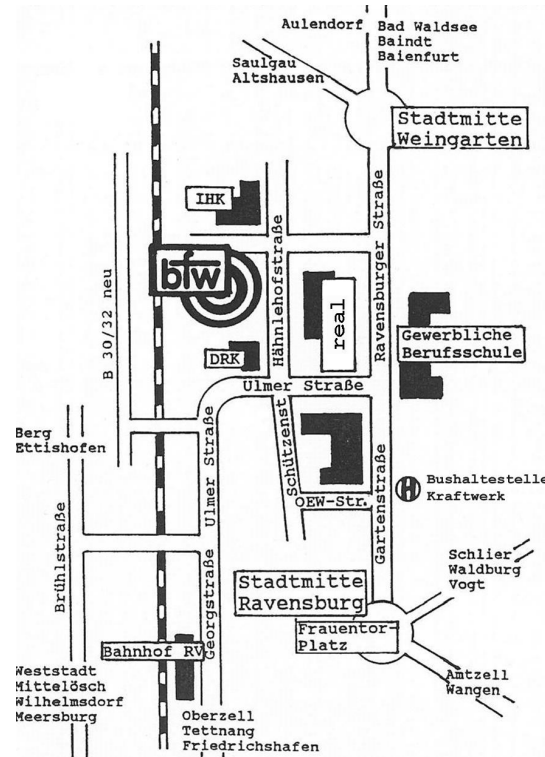 Aulendorf
Bad Waldsee
Baindt
Baienfurt
Saulgau
Altshausen
Stadtmitte
Weingarten
IHK
bfw
B 30/32 neu
Hähnlehofstraße
Ravensburger Straße
real
Gewerbliche
Berufsschule
DRK
Ulmer Straße
Berg
Ettishofen
Ulmer Straße
Schützenst
OEW-Str.
Gartenstraße
H
Bushaltestelle
Kraftwerk
Brühlstraße
Georgstraße
Stadtmitte
Ravensburg
Schlier
Waldburg
Vogt
Frauentor-
Platz
Bahnhof RV
Weststadt
Mittelösch
Wilhelmsdorf
Meersburg
Amtzell
Wangen
Oberzell
Tettnang
Friedrichshafen